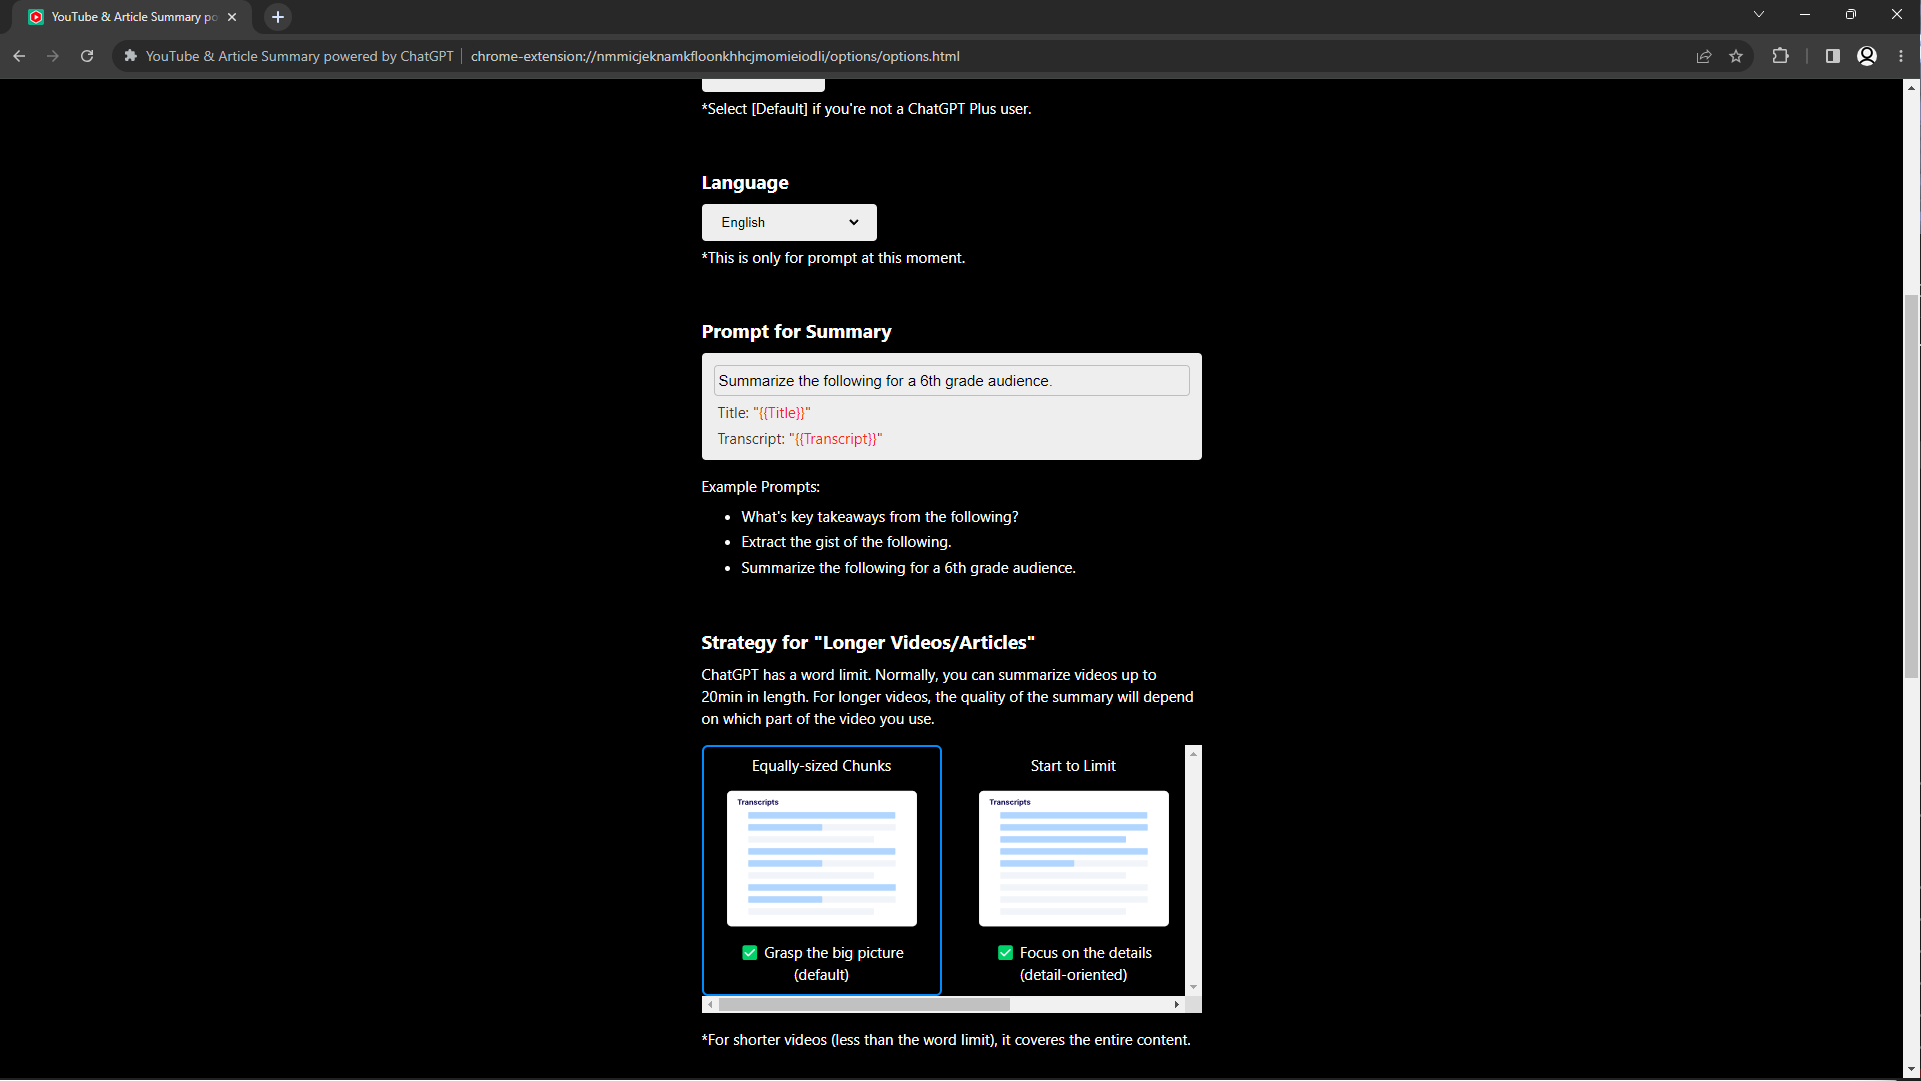 YouTube & Article Summary po
YouTube & Article Summary powered by ChatGPT
chrome-extension://nmmicjeknamkfloonkhhcjmomieiodli/options/options.html
*Select [Default] if you're not a ChatGPT Plus user.
Language
English
*This is only for prompt at this moment.
Prompt for Summary
Summarize the following for a 6th grade audience.
Title: "{{Title}}"
Transcript: "{{Transcript}}"
Example Prompts:
• What's key takeaways from the following?
• Extract the gist of the following.
• Summarize the following for a 6th grade audience.
Strategy for "Longer Videos/Articles"
ChatGPT has a word limit. Normally, you can summarize videos up to
20min in length. For longer videos, the quality of the summary will depend
on which part of the video you use.
Equally-sized Chunks
Transcripts
Grasp the big picture
(default)
Start to Limit
Transcripts
Focus on the details
(detail-oriented)
*For shorter videos (less than the word limit), it coveres the entire content.